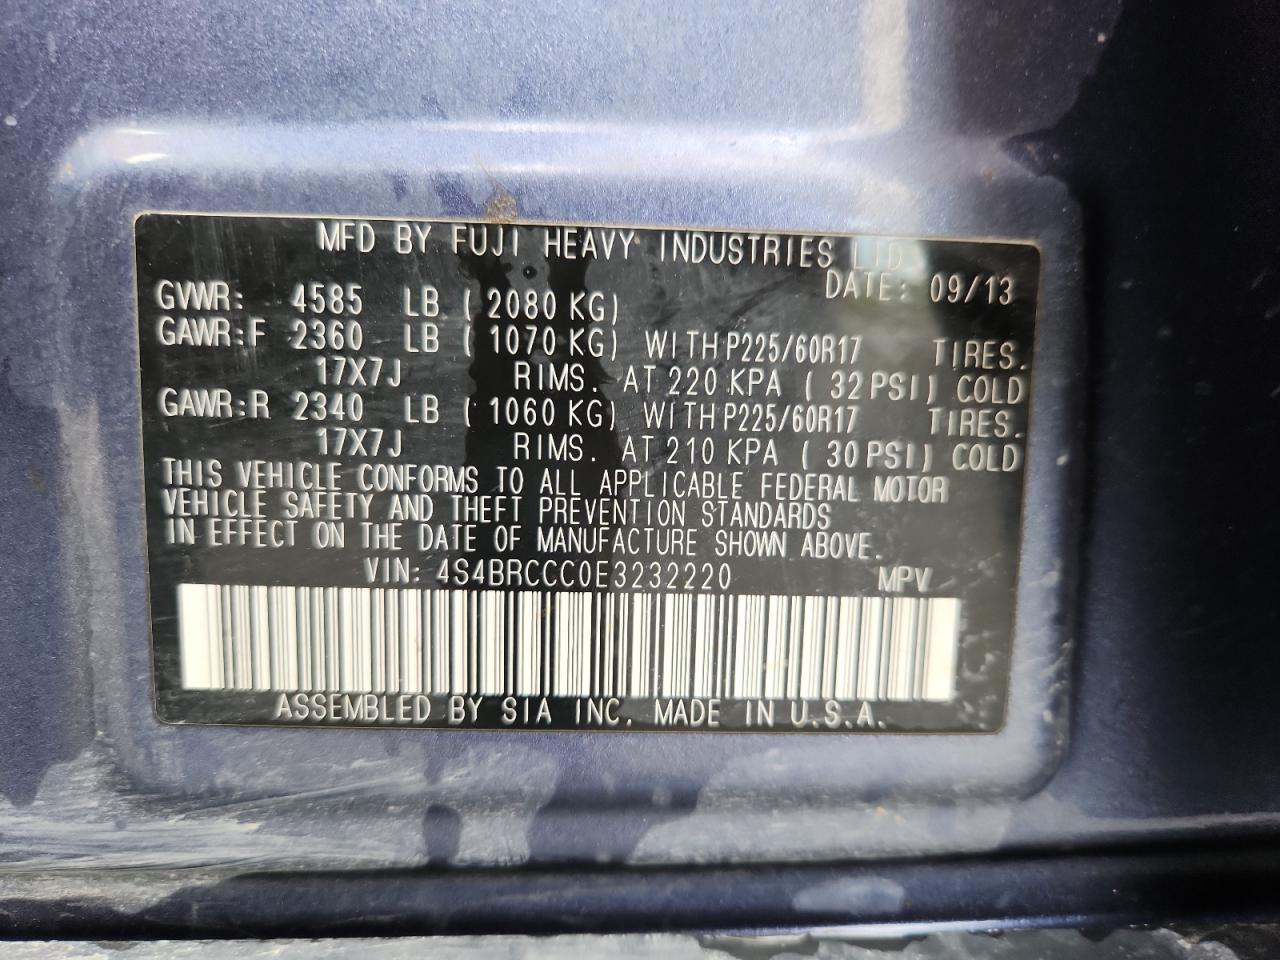 MFD BY FUJI HEAVY INDUSTRIES LTD
DATE: 09/13
GVWR: 4585 LB ( 2080 KG)
GAWR:F 2360 LB ( 1070 KG) WITH P225/60R17 TIRES.
17X7J RIMS. AT 220 KPA ( 32 PSI) COLD
GAWR:R 2340 LB ( 1060 KG) WITH P225/60R17 TIRES.
17X7J RIMS. AT 210 KPA ( 30 PSI) COLD
THIS VEHICLE CONFORMS TO ALL APPLICABLE FEDERAL MOTOR
VEHICLE SAFETY AND THEFT PREVENTION STANDARDS
IN EFFECT ON THE DATE OF MANUFACTURE SHOWN ABOVE.
VIN: 4S4BRCCC0E3232220 MPV
ASSEMBLED BY SIA INC. MADE IN U.S.A.